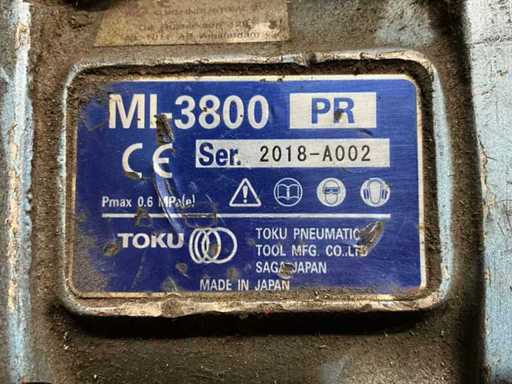 MI-3800 PR
CE Ser. 2018-A002
Pmax 0.6 MPa(e)
TOKU TOKU PNEUMATIC
TOOL MFG. CO.,LTD
SAGA JAPAN
MADE IN JAPAN